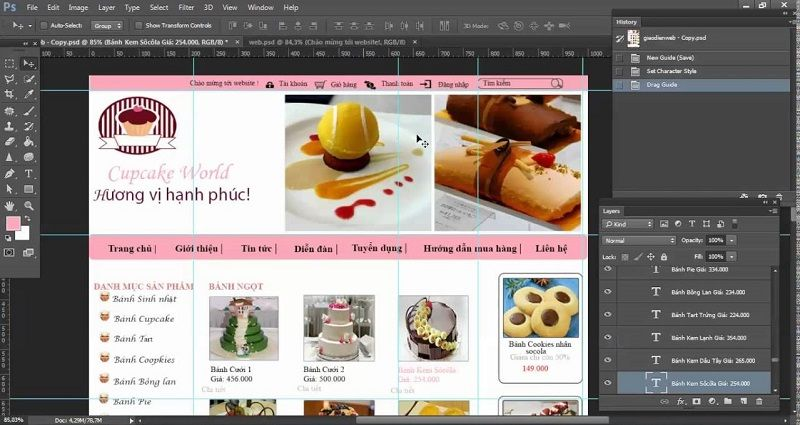 Ps File Edit Image Layer Type Select Filter 3D View Window Help
Auto-Select: Group Show Transform Controls 3D Mode:
b - Copy.psd @ 85% (Bánh Kem Sôcôla Giá: 254.000, RGB/8) * web.psd @ 84,3% (Chào mừng tới website!, RGB/8)
History
giaodienweb - Copy.psd
New Guide (Save)
Set Character Style
Drag Guide
Chào mừng tới website ! Tài khoản Giỏ hàng Thanh toán Đăng nhập Tìm kiếm
Cupcake World
Hương vị hạnh phúc!
Trang chủ | Giới thiệu | Tin tức | Diễn đàn | Tuyển dụng | Hướng dẫn mua hàng | Liên hệ
DANH MỤC SẢN PHẨM
Bánh Sinh nhật
Bánh Cupcake
Bánh Tart
Bánh Coopkies
Bánh Bông lan
Bánh Pie
BÁNH NGỌT
Bánh Cưới 1
Giá: 456.000
Chi tiết
Bánh Cưới 2
Giá: 500.000
Chi tiết
Bánh Kem Sôcôla
Giá: 254.000
Chi tiết
Bánh Cookies nhân
socola
Giảm chỉ còn 50%
149 000
Layers
Kind
Normal Opacity: 100%
Lock: Fill: 100%
Bánh Pie Giá: 334.000
Bánh Bông Lan Giá: 234.000
Bánh Tart Trứng Giá: 224.000
Bánh Kem Lạnh Giá: 354.000
Bánh Kem Dâu Tây Giá: 265.000
Bánh Kem Sôcôla Giá: 254.000
85,03% Doc: 4,29M/78,7M